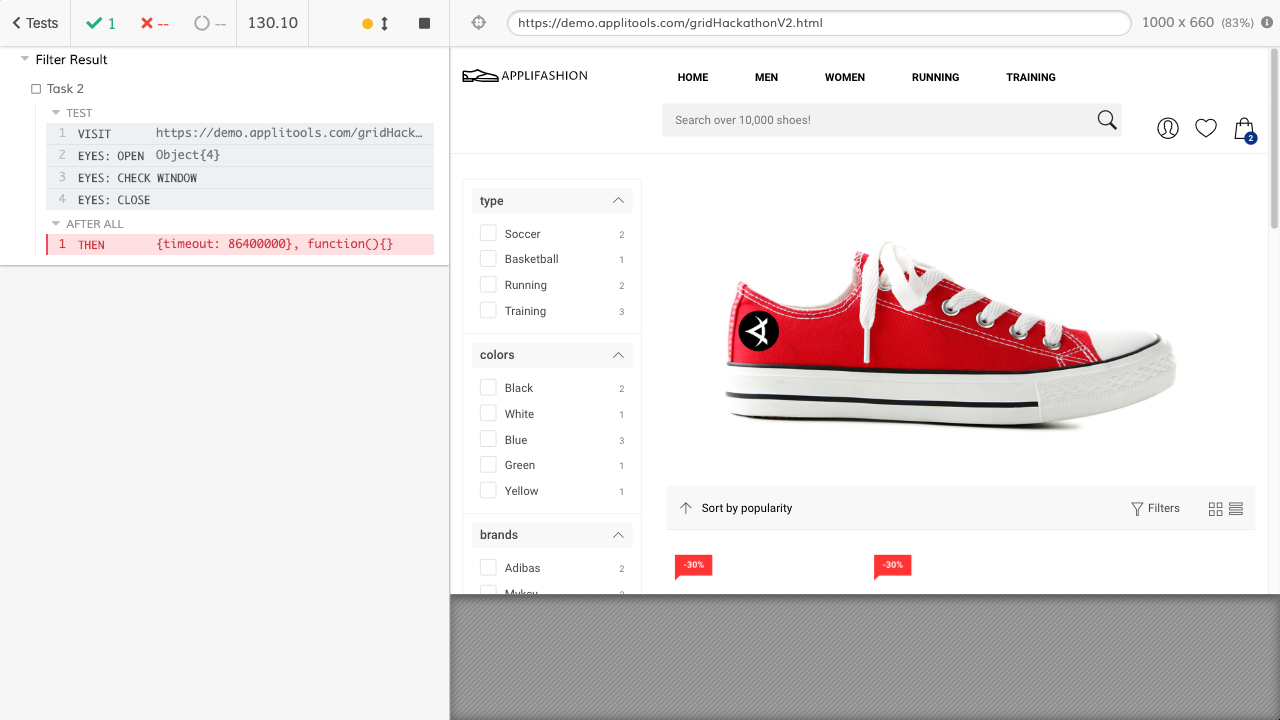 Tests
1
--
--
130.10
https://demo.applitools.com/gridHackathonV2.html
1000 x 660 (83%)
Filter Result
Task 2
TEST
1 VISIT https://demo.applitools.com/gridHack…
2 EYES: OPEN Object{4}
3 EYES: CHECK WINDOW
4 EYES: CLOSE
AFTER ALL
1 THEN {timeout: 86400000}, function(){}
APPLIFASHION
HOME MEN WOMEN RUNNING TRAINING
Search over 10,000 shoes!
2
type
Soccer 2
Basketball 1
Running 2
Training 3
colors
Black 2
White 1
Blue 3
Green 1
Yellow 1
brands
Adibas 2
Sort by popularity
Filters
-30%
-30%